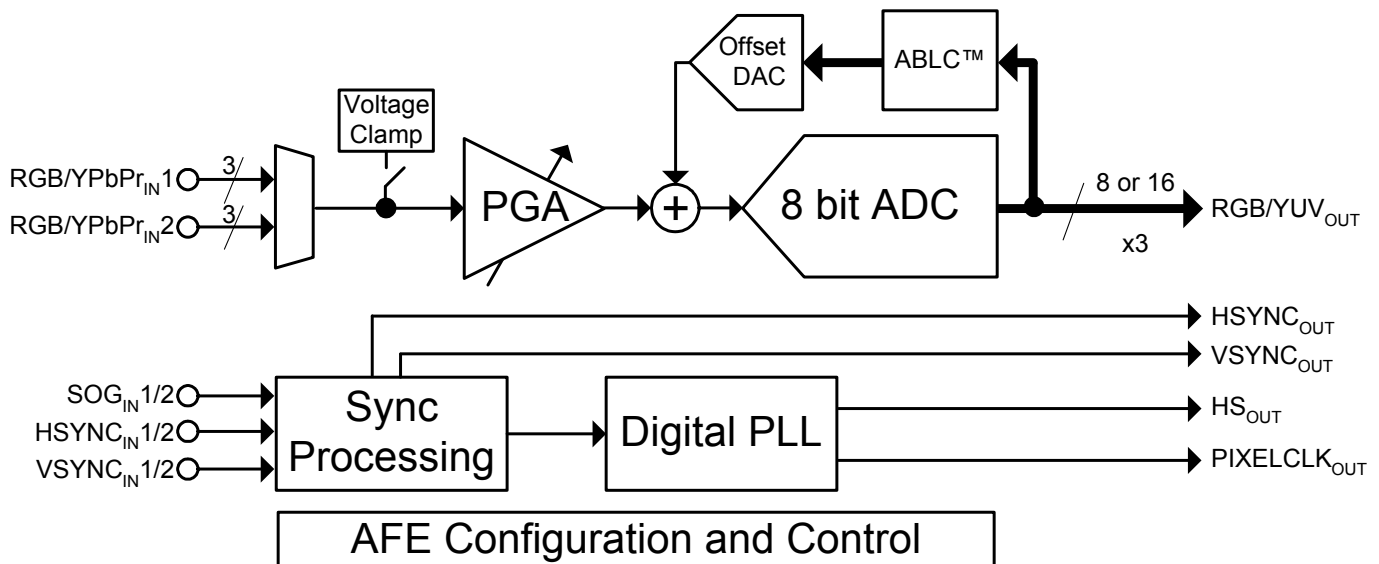 Offset
DAC
ABLC™
Voltage
Clamp
RGB/YPbPrIN1
3
RGB/YPbPrIN2
3
PGA
+
8 bit ADC
8 or 16
x3
RGB/YUVOUT
HSYNCOUT
VSYNCOUT
SOGIN1/2
HSYNCIN1/2
VSYNCIN1/2
Sync
Processing
Digital PLL
HSOUT
PIXELCLKOUT
AFE Configuration and Control